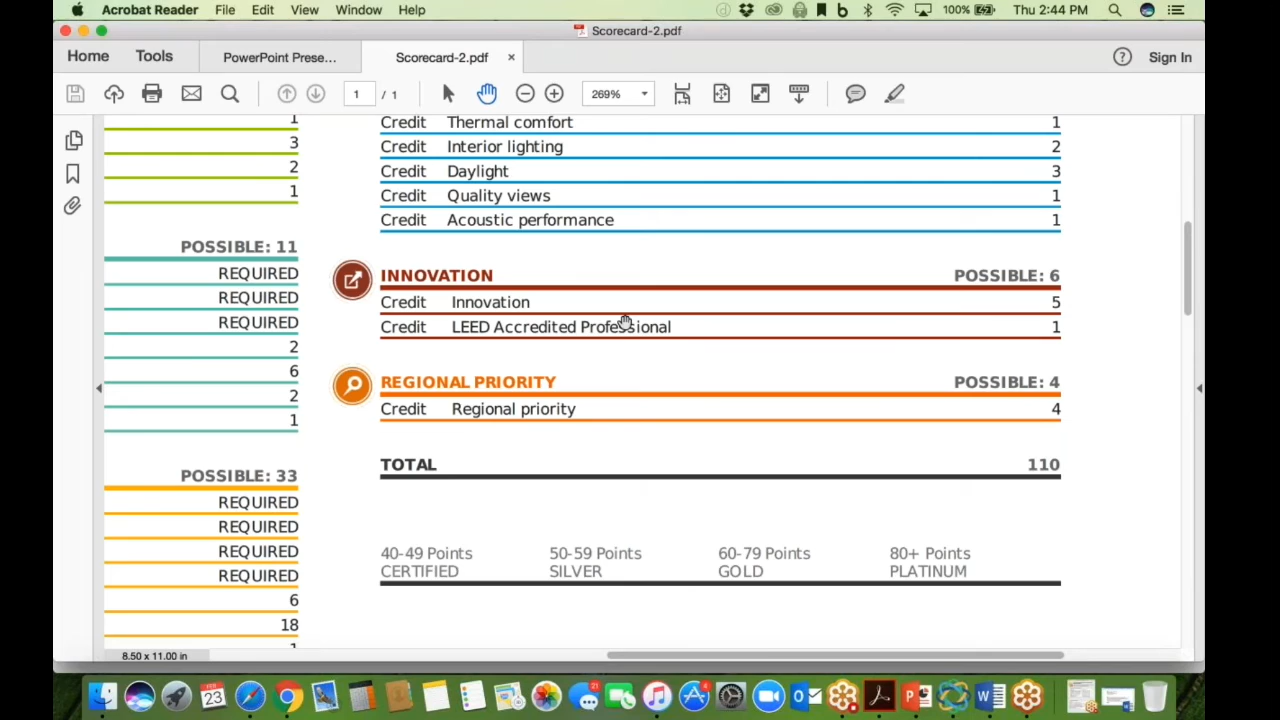 Acrobat Reader File Edit View Window Help 100% Thu 2:44 PM
Scorecard-2.pdf
Home Tools PowerPoint Prese... Scorecard-2.pdf × ? Sign In
1 / 1 269%
1
3
2
1
POSSIBLE: 11
REQUIRED
REQUIRED
REQUIRED
2
6
2
1
POSSIBLE: 33
REQUIRED
REQUIRED
REQUIRED
REQUIRED
6
18
1
Credit Thermal comfort 1
Credit Interior lighting 2
Credit Daylight 3
Credit Quality views 1
Credit Acoustic performance 1
INNOVATION POSSIBLE: 6
Credit Innovation 5
Credit LEED Accredited Professional 1
REGIONAL PRIORITY POSSIBLE: 4
Credit Regional priority 4
TOTAL 110
40-49 Points 50-59 Points 60-79 Points 80+ Points
CERTIFIED SILVER GOLD PLATINUM
8.50 x 11.00 in
FEB
23
21